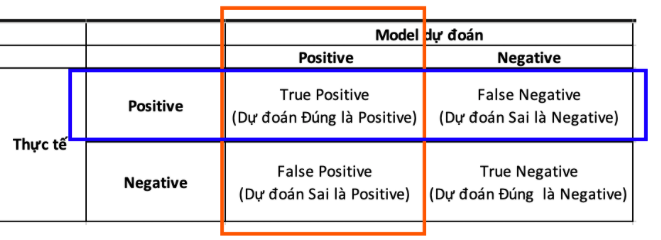 Model dự đoán
Positive Negative
Positive
True Positive
(Dự đoán Đúng là Positive)
False Negative
(Dự đoán Sai là Negative)
Thực tế
Negative
False Positive
(Dự đoán Sai là Positive)
True Negative
(Dự đoán Đúng là Negative)